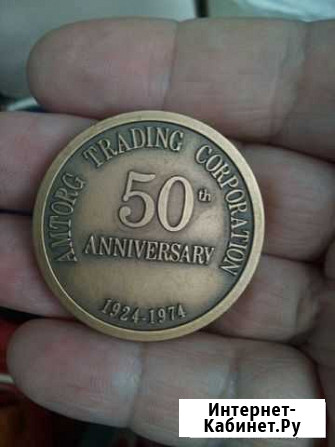 AMTORG TRADING CORPORATION
50th
ANNIVERSARY
1924-1974
Интернет-
Кабинет.Ру